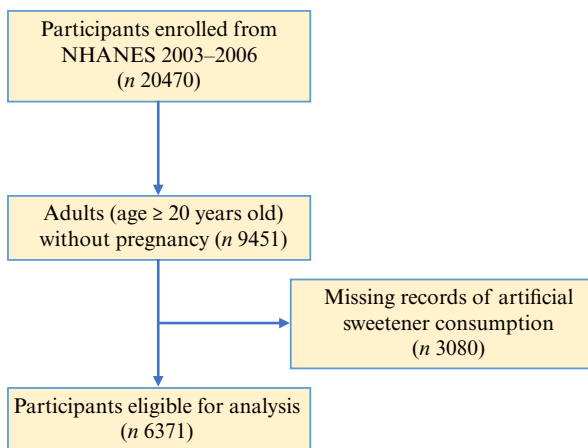 Participants enrolled from
NHANES 2003–2006
(n 20470)
Adults (age ≥ 20 years old)
without pregnancy (n 9451)
Missing records of artificial
sweetener consumption
(n 3080)
Participants eligible for analysis
(n 6371)